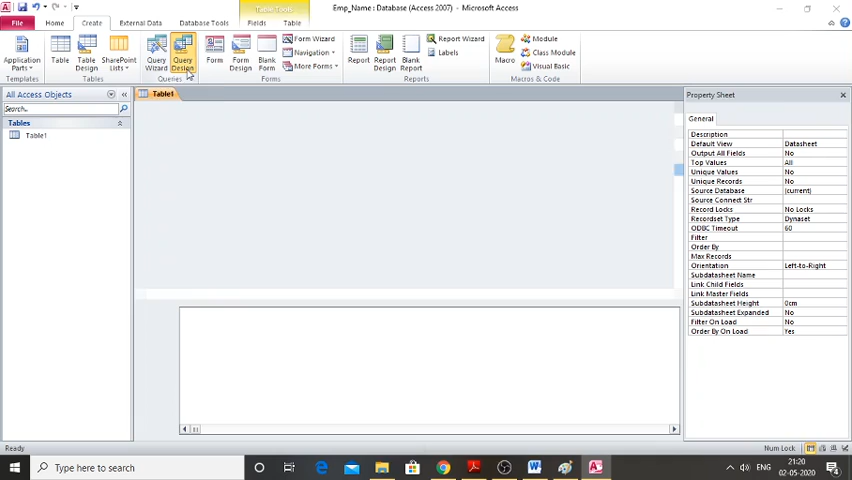 Emp_Name : Database (Access 2007) - Microsoft Access
Table Tools
File Home Create External Data Database Tools Fields Table
Application Parts
Table
Table Design
SharePoint Lists
Query Wizard
Query Design
Form
Form Design
Blank Form
Form Wizard
Navigation
More Forms
Report
Report Design
Blank Report
Report Wizard
Labels
Macro
Module
Class Module
Visual Basic
Templates Tables Queries Forms Reports Macros & Code
All Access Objects
Search...
Tables
Table1
Table1
Property Sheet
General
Description
Default View Datasheet
Output All Fields No
Top Values All
Unique Values No
Unique Records No
Source Database (current)
Source Connect Str
Record Locks No Locks
Recordset Type Dynaset
ODBC Timeout 60
Filter
Order By
Max Records
Orientation Left-to-Right
Subdatasheet Name
Link Child Fields
Link Master Fields
Subdatasheet Height 0cm
Subdatasheet Expanded No
Filter On Load No
Order By On Load Yes
Ready
Num Lock
Type here to search
ENG
21:20
02-05-2020
4